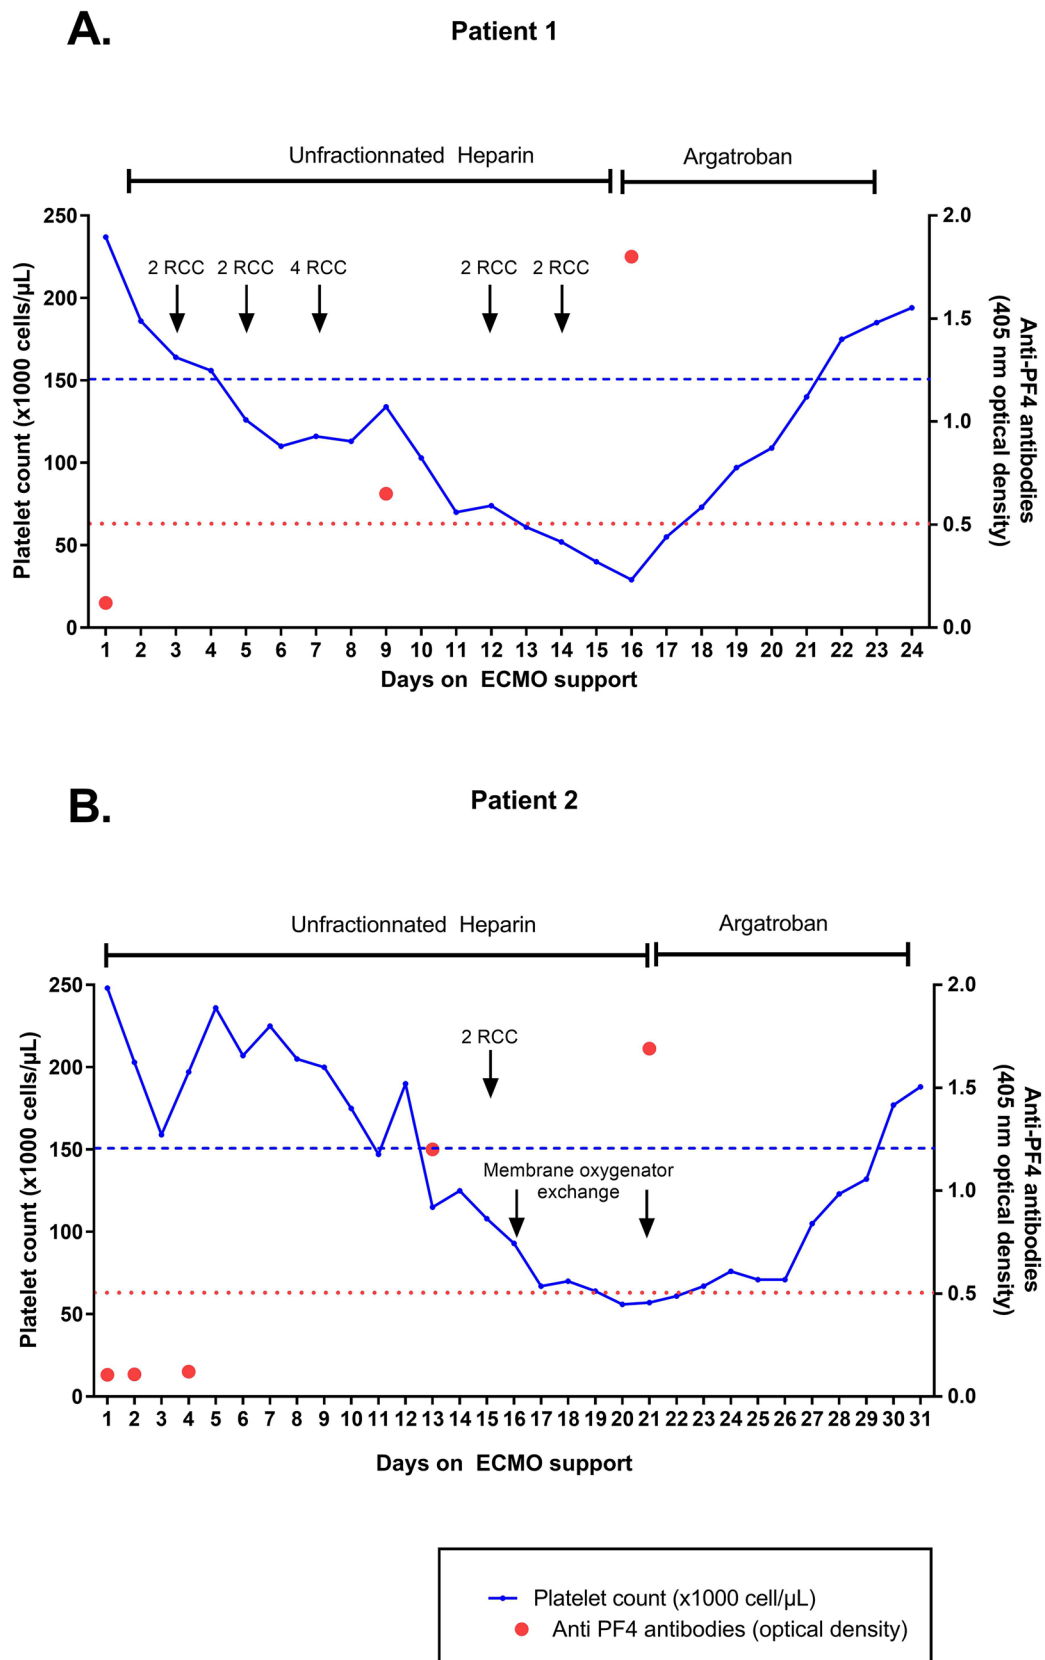 A.
Patient 1
Unfractionnated Heparin
Argatroban
250
200
150
100
50
0
Platelet count (x1000 cells/µL)
2 RCC
2 RCC
4 RCC
2 RCC
2 RCC
2.0
1.5
1.0
0.5
0.0
Anti-PF4 antibodies
(405 nm optical density)
1 2 3 4 5 6 7 8 9 10 11 12 13 14 15 16 17 18 19 20 21 22 23 24
Days on ECMO support
B.
Patient 2
Unfractionnated Heparin
Argatroban
250
200
150
100
50
0
Platelet count (x1000 cells/µL)
2 RCC
Membrane oxygenator
exchange
2.0
1.5
1.0
0.5
0.0
Anti-PF4 antibodies
(405 nm optical density)
1 2 3 4 5 6 7 8 9 10 11 12 13 14 15 16 17 18 19 20 21 22 23 24 25 26 27 28 29 30 31
Days on ECMO support
Platelet count (x1000 cell/µL)
Anti PF4 antibodies (optical density)